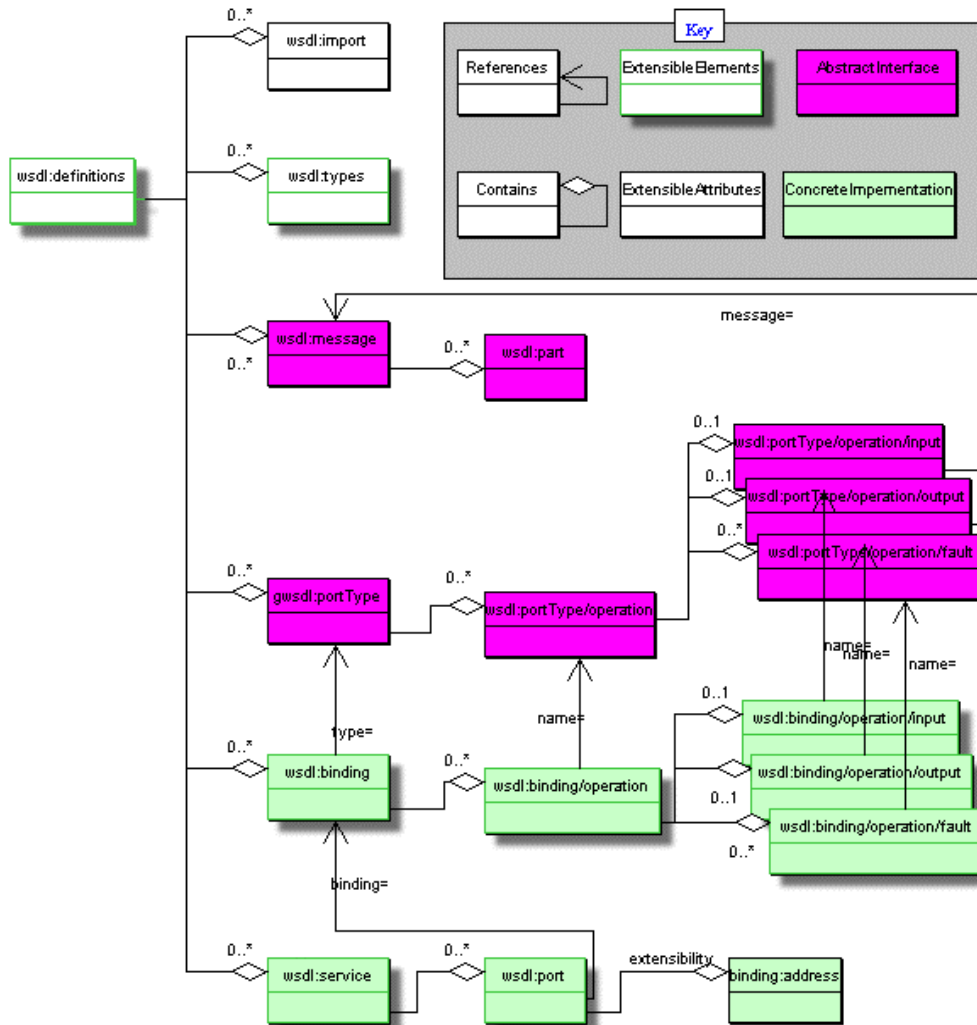 0..*
wsdl:import
Key
References
ExtensibleElements
AbstractInterface
wsdl:definitions
0..*
wsdl:types
Contains
ExtensibleAttributes
ConcreteImpementation
message=
wsdl:message
0..*
0..*
wsdl:part
0..1
wsdl:portType/operation/input
0..1
wsdl:portType/operation/output
0..*
wsdl:portType/operation/fault
0..*
gwsdl:portType
0..*
wsdl:portType/operation
name=
name=
name=
type=
name=
0..1
wsdl:binding/operation/input
0..*
wsdl:binding
0..*
wsdl:binding/operation
wsdl:binding/operation/output
0..1
wsdl:binding/operation/fault
0..*
binding=
0..*
wsdl:service
0..*
wsdl:port
extensibility
binding:address